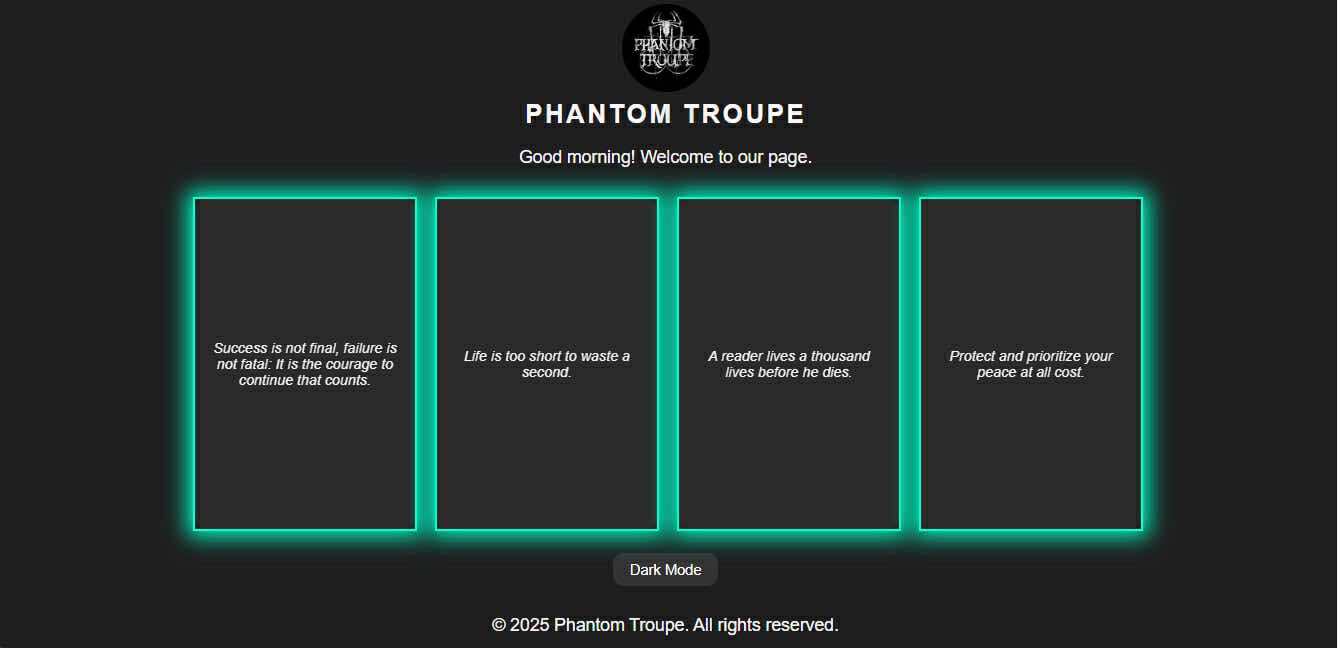 PHANTOM
TROUPE
PHANTOM TROUPE
Good morning! Welcome to our page.
Success is not final, failure is
not fatal: It is the courage to
continue that counts.
Life is too short to waste a
second.
A reader lives a thousand
lives before he dies.
Protect and prioritize your
peace at all cost.
Dark Mode
© 2025 Phantom Troupe. All rights reserved.